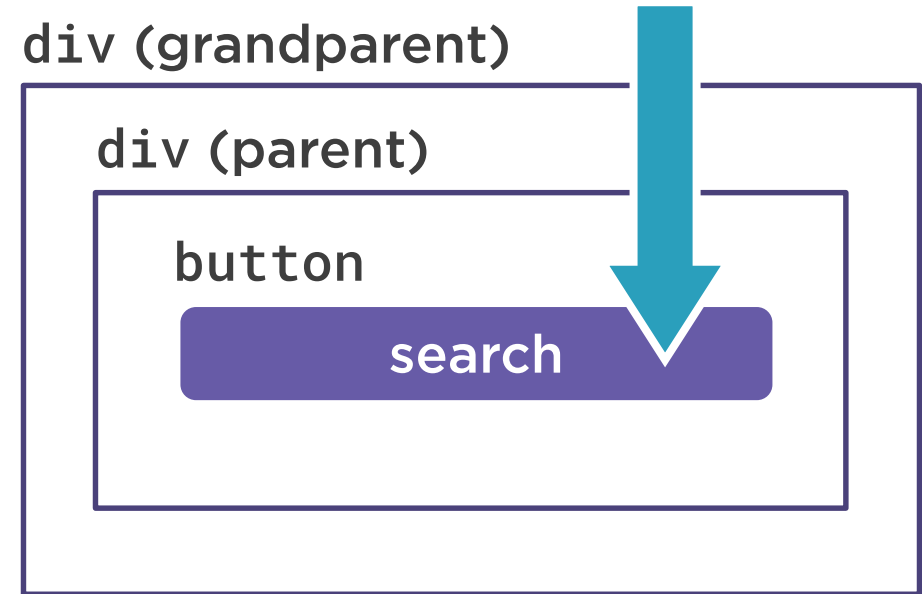 div (grandparent)
div (parent)
button
search